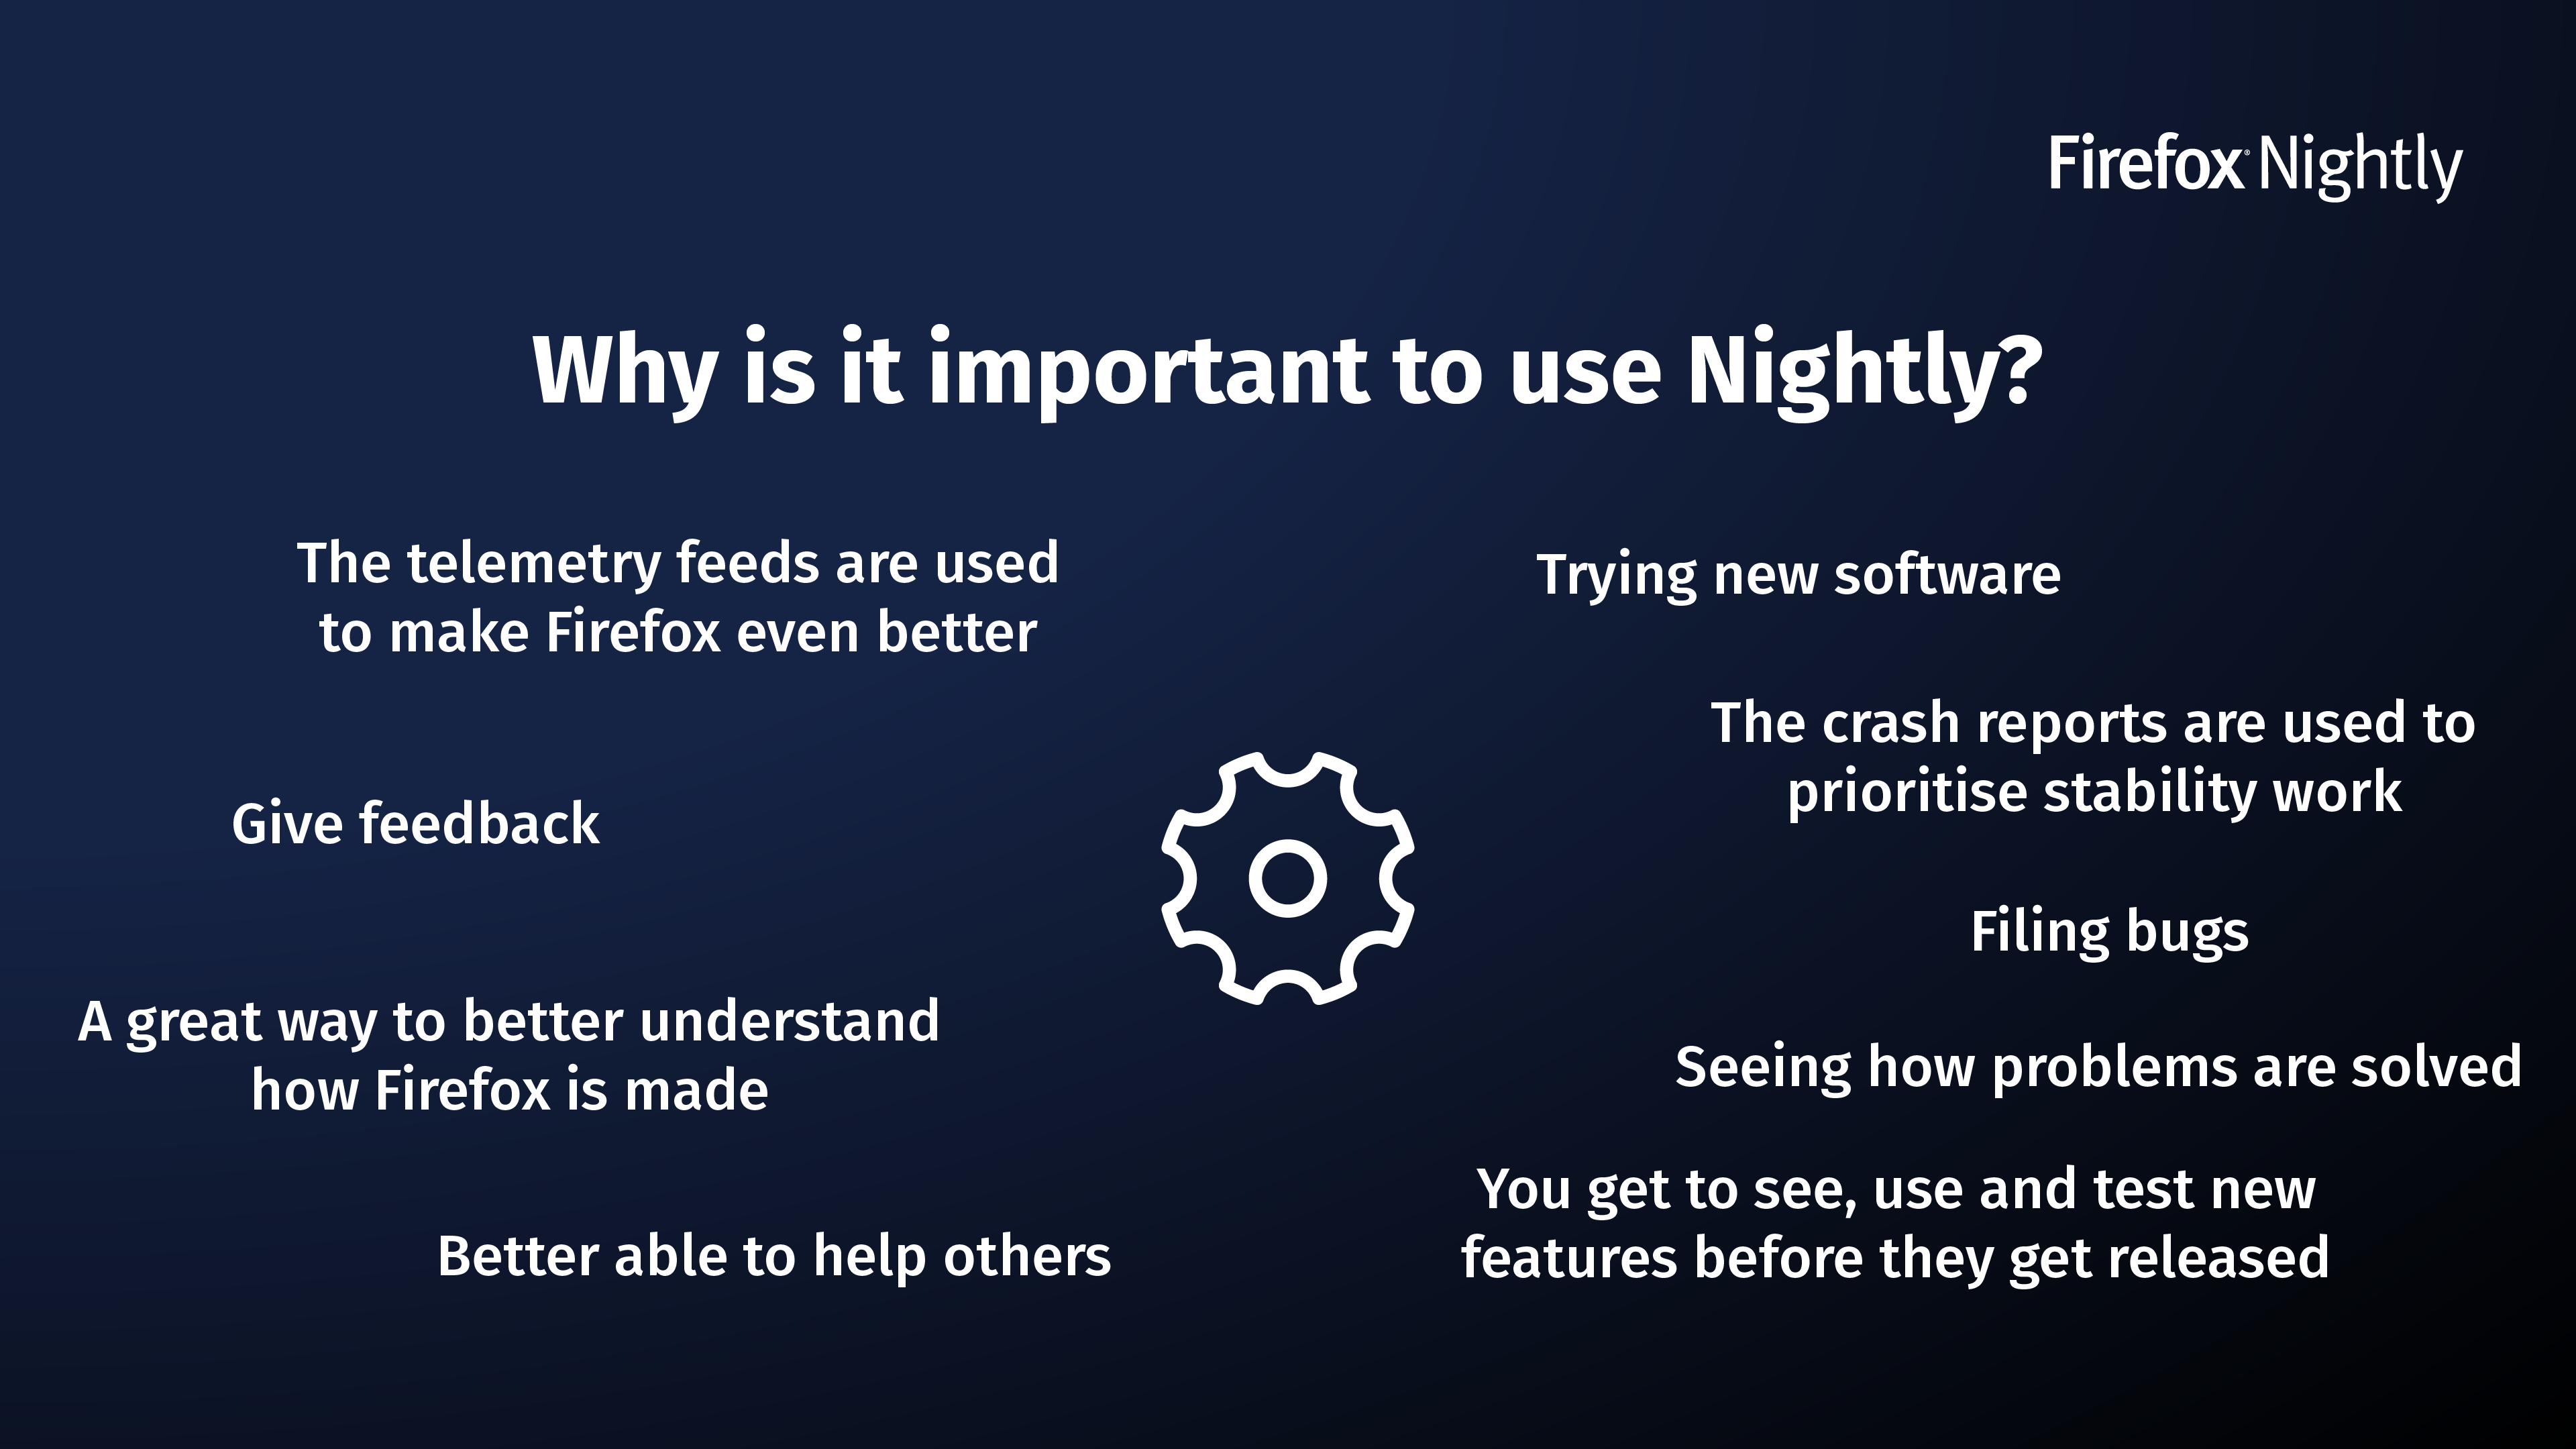 Firefox® Nightly
Why is it important to use Nightly?
The telemetry feeds are used
to make Firefox even better
Give feedback
A great way to better understand
how Firefox is made
Better able to help others
Trying new software
The crash reports are used to
prioritise stability work
Filing bugs
Seeing how problems are solved
You get to see, use and test new
features before they get released